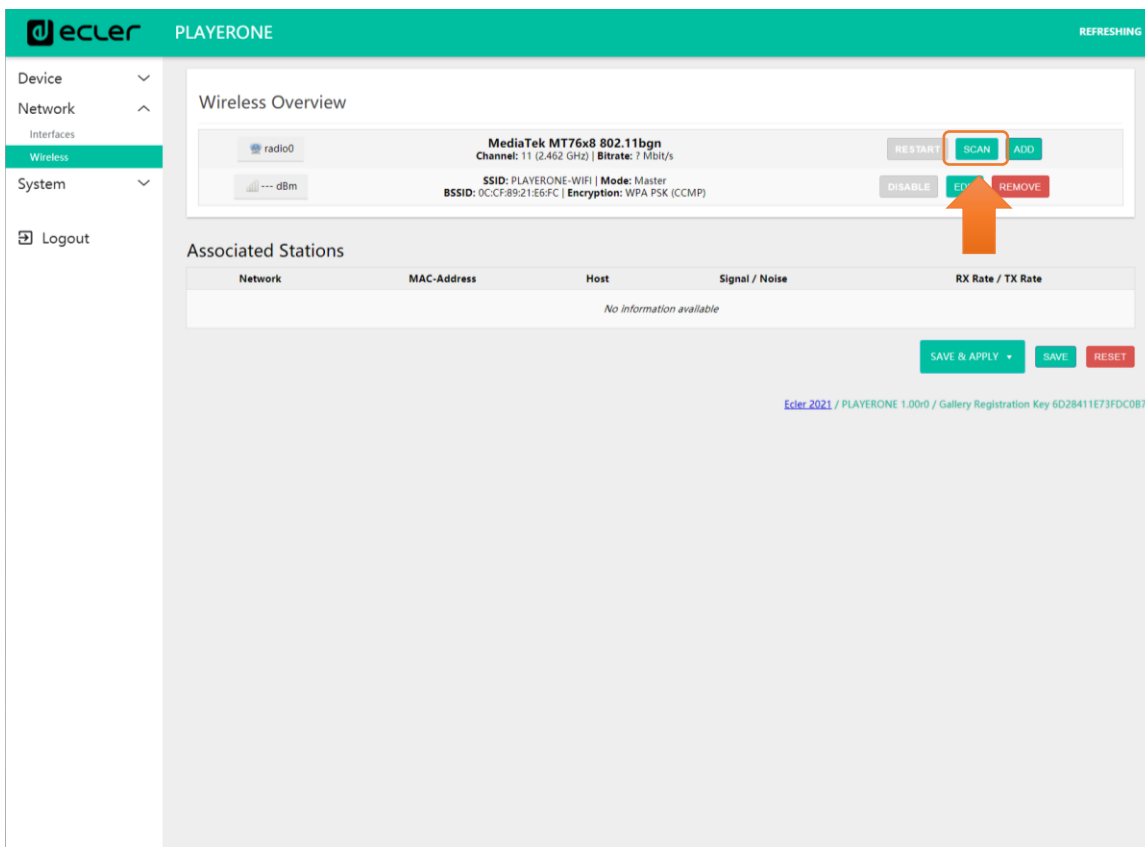 ecler PLAYERONE REFRESHING
Device
Network
Interfaces
Wireless
System
Logout
Wireless Overview
radio0 MediaTek MT76x8 802.11bgn RESTART SCAN ADD
Channel: 11 (2.462 GHz) | Bitrate: ? Mbit/s
--- dBm SSID: PLAYERONE-WIFI | Mode: Master DISABLE REMOVE
BSSID: 0C:CF:89:21:E6:FC | Encryption: WPA PSK (CCMP)
Associated Stations
Network MAC-Address Host Signal / Noise RX Rate / TX Rate
No information available
SAVE & APPLY SAVE RESET
Ecler 2021 / PLAYERONE 1.00r0 / Gallery Registration Key 6D28411E73FDC0B7